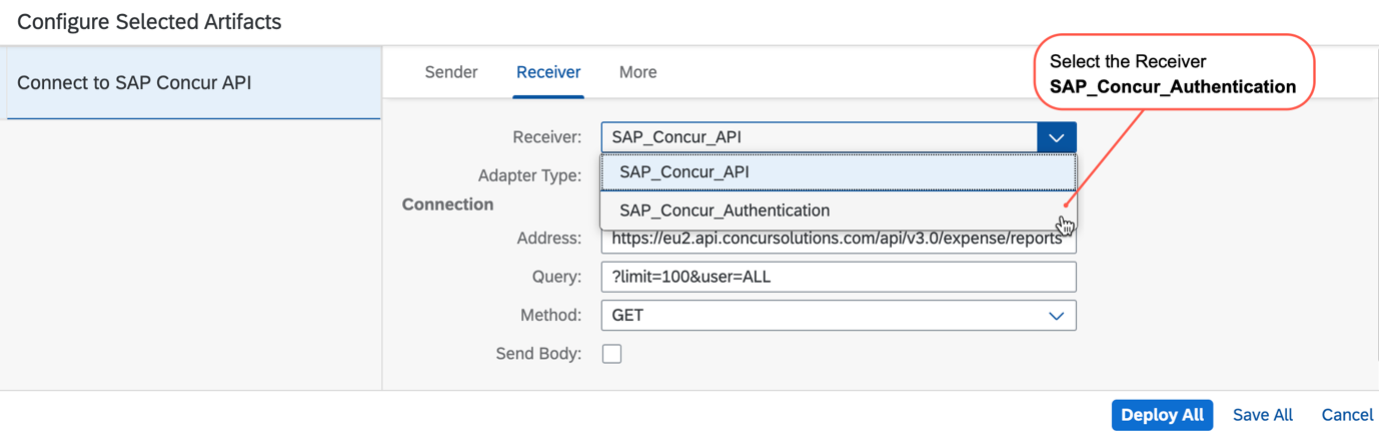 Configure Selected Artifacts
Connect to SAP Concur API
Sender Receiver More
Select the Receiver
SAP_Concur_Authentication
Receiver: SAP_Concur_API
SAP_Concur_API
Adapter Type:
SAP_Concur_Authentication
Connection
Address: https://eu2.api.concursolutions.com/api/v3.0/expense/reports
Query: ?limit=100&user=ALL
Method: GET
Send Body:
Deploy All Save All Cancel